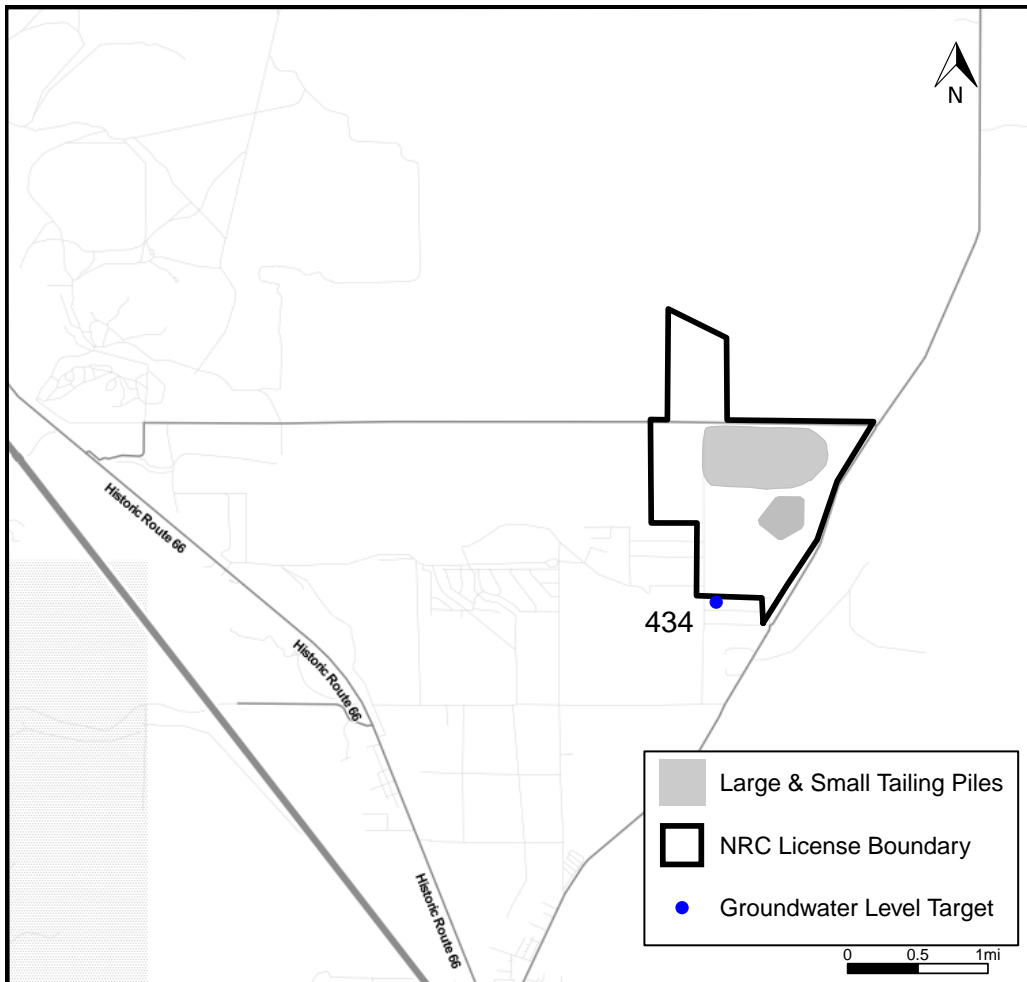 N
Historic Route 66
Historic Route 66
434
Historic Route 66
Large & Small Tailing Piles
NRC License Boundary
Groundwater Level Target
0 0.5 1mi